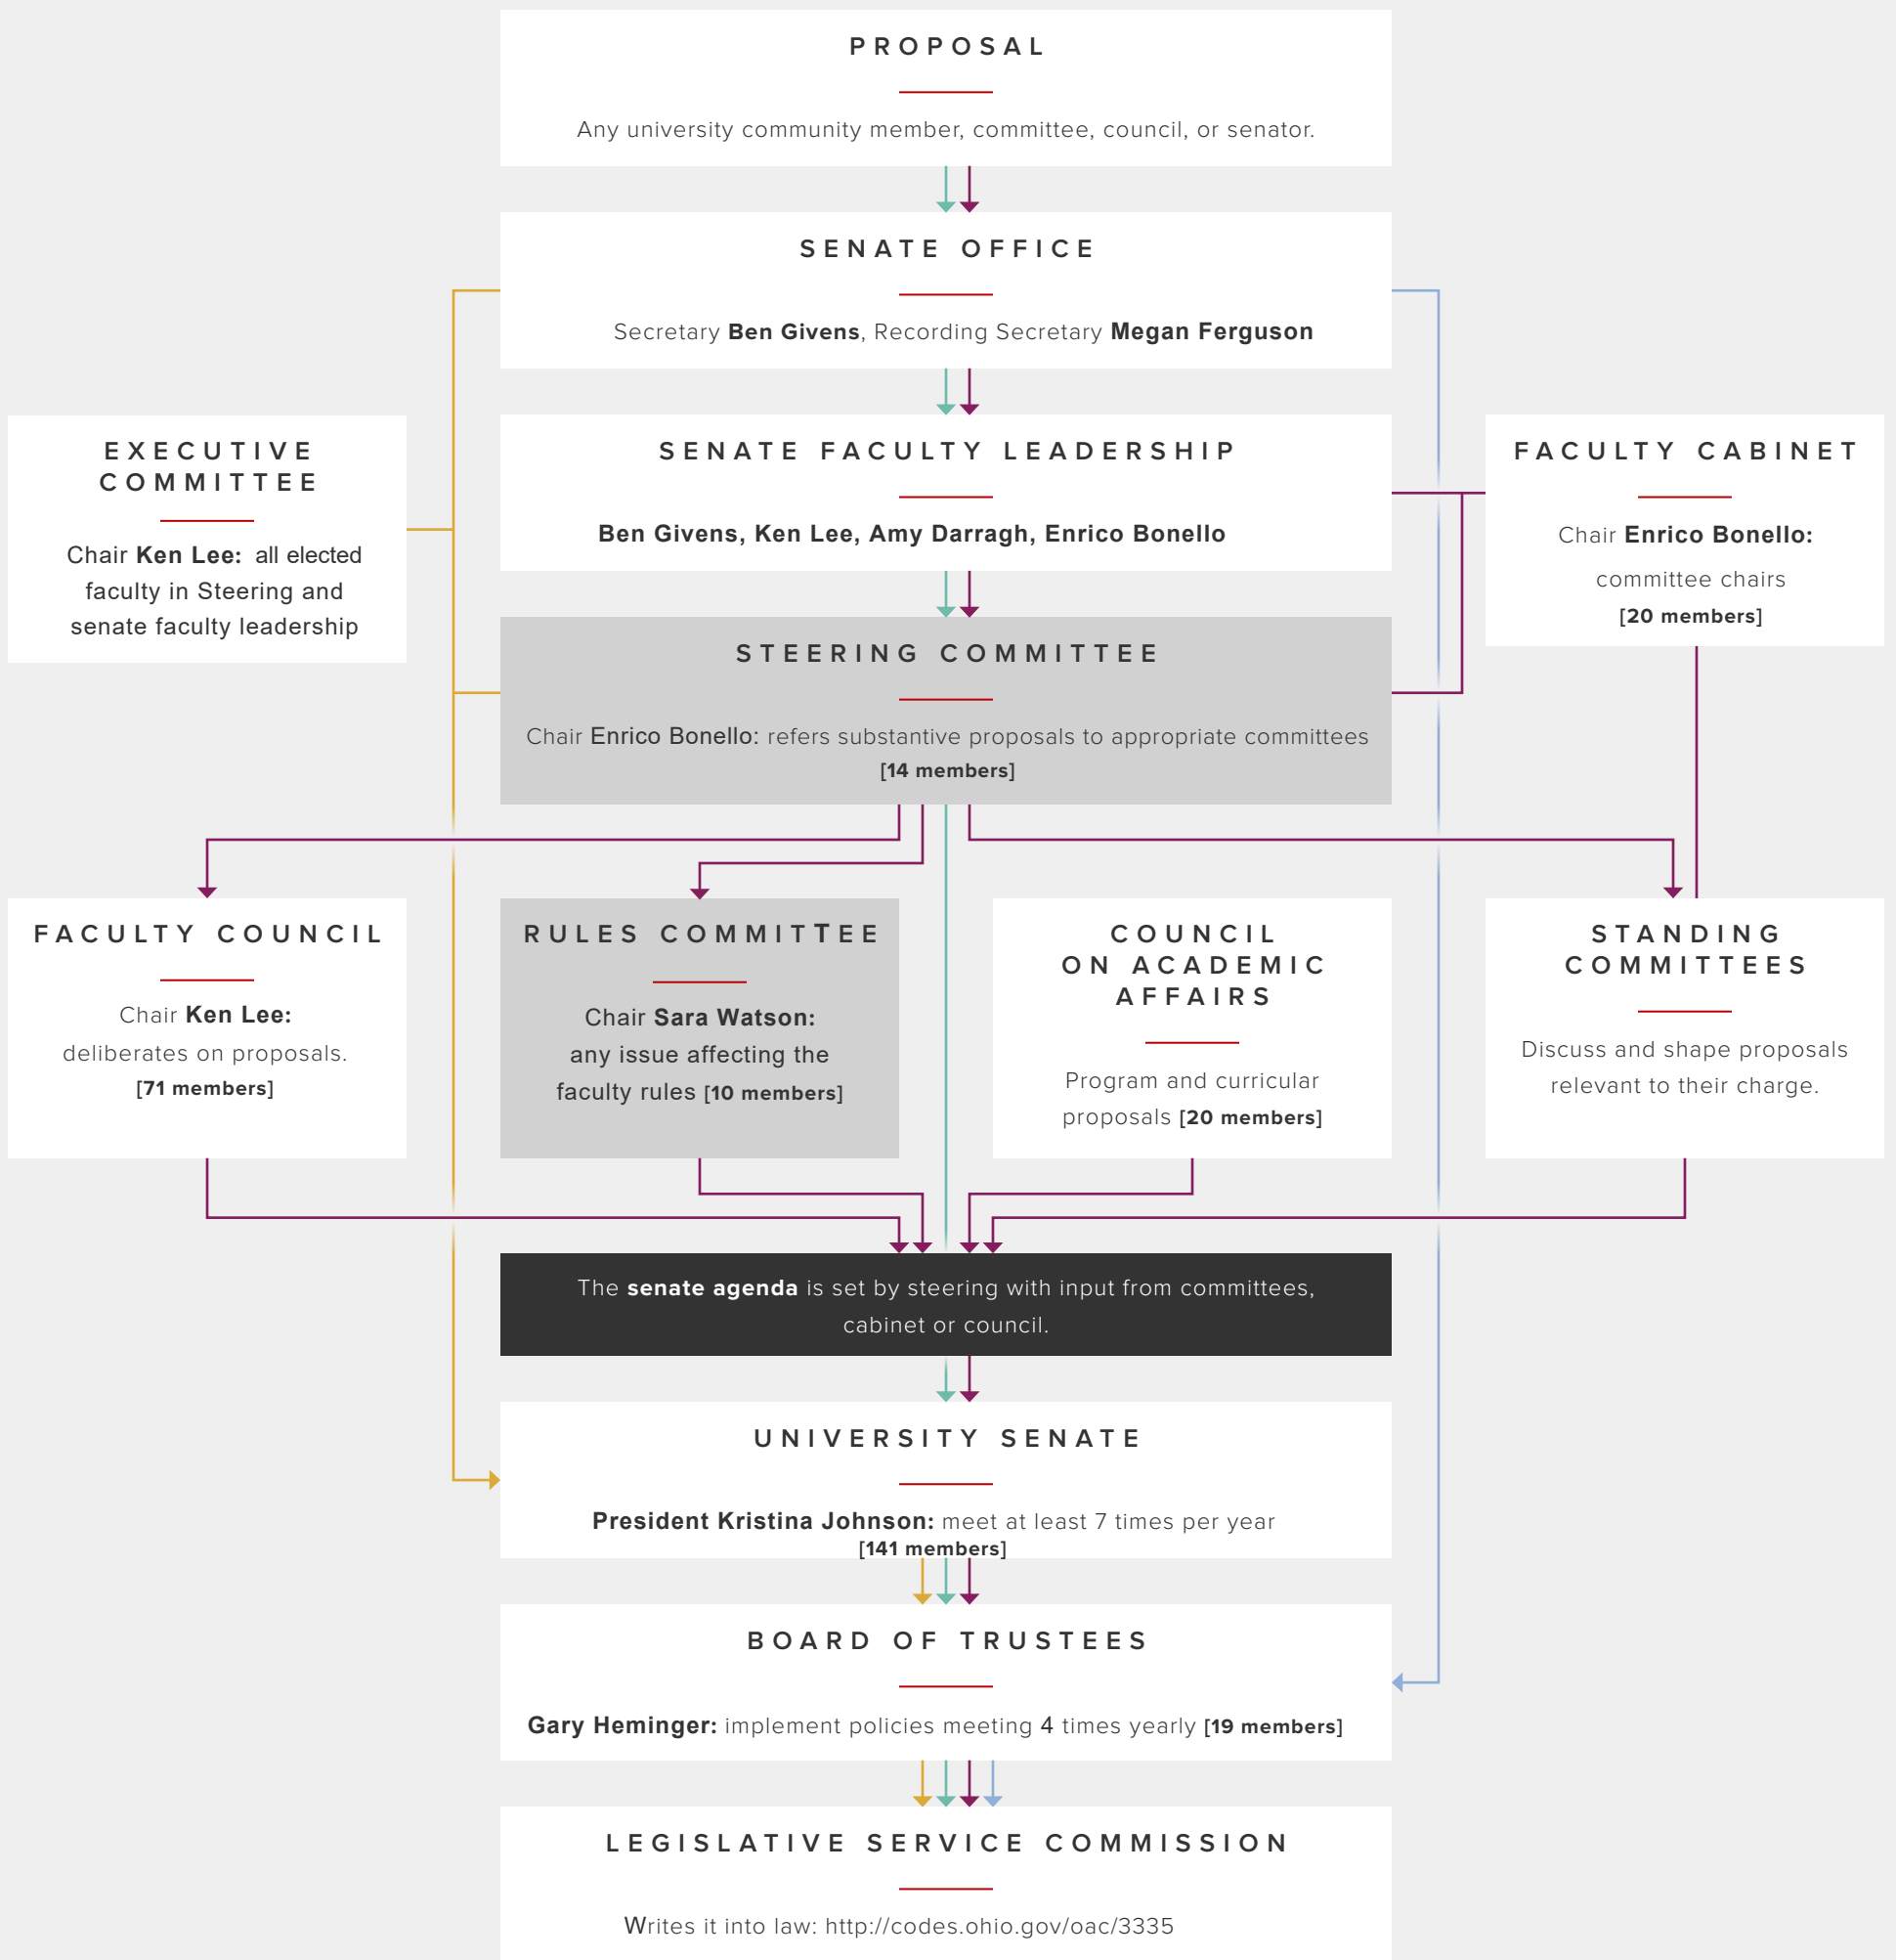 PROPOSAL
Any university community member, committee, council, or senator.
SENATE OFFICE
Secretary Ben Givens, Recording Secretary Megan Ferguson
EXECUTIVE
COMMITTEE
Chair Ken Lee: all elected
faculty in Steering and
senate faculty leadership
SENATE FACULTY LEADERSHIP
Ben Givens, Ken Lee, Amy Darragh, Enrico Bonello
FACULTY CABINET
Chair Enrico Bonello:
committee chairs
[20 members]
STEERING COMMITTEE
Chair Enrico Bonello: refers substantive proposals to appropriate committees
[14 members]
FACULTY COUNCIL
Chair Ken Lee:
deliberates on proposals.
[71 members]
RULES COMMITTEE
Chair Sara Watson:
any issue affecting the
faculty rules [10 members]
COUNCIL
ON ACADEMIC
AFFAIRS
Program and curricular
proposals [20 members]
STANDING
COMMITTEES
Discuss and shape proposals
relevant to their charge.
The senate agenda is set by steering with input from committees,
cabinet or council.
UNIVERSITY SENATE
President Kristina Johnson: meet at least 7 times per year
[141 members]
BOARD OF TRUSTEES
Gary Heminger: implement policies meeting 4 times yearly [19 members]
LEGISLATIVE SERVICE COMMISSION
Writes it into law: http://codes.ohio.gov/oac/3335